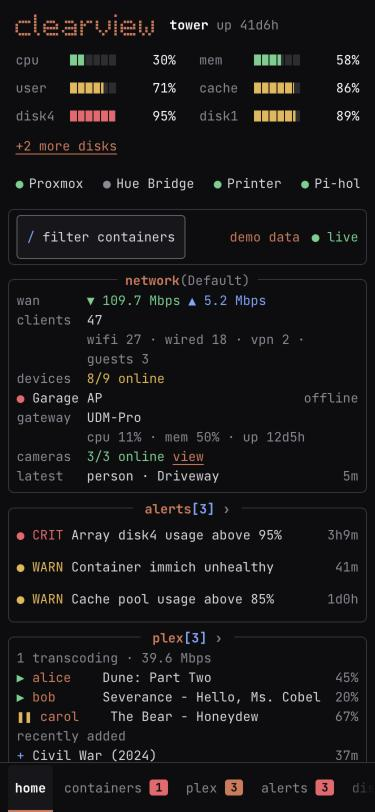 clearview tower up 41d6h
cpu 30% mem 58%
user 71% cache 86%
disk4 95% disk1 89%
+2 more disks
● Proxmox ● Hue Bridge ● Printer ● Pi-hol
/ filter containers demo data ● live
network(Default)
wan ▼ 109.7 Mbps ▲ 5.2 Mbps
clients 47
wifi 27 · wired 18 · vpn 2 ·
guests 3
devices 8/9 online
● Garage AP offline
gateway UDM-Pro
cpu 11% · mem 50% · up 12d5h
cameras 3/3 online view
latest person · Driveway 5m
alerts[3] ›
● CRIT Array disk4 usage above 95% 3h9m
● WARN Container immich unhealthy 41m
● WARN Cache pool usage above 85% 1d0h
plex[3] ›
1 transcoding · 39.6 Mbps
▶ alice Dune: Part Two 45%
▶ bob Severance - Hello, Ms. Cobel 20%
❚❚ carol The Bear - Honeydew 67%
recently added
+ Civil War (2024) 37m
home containers 1 plex 3 alerts 3